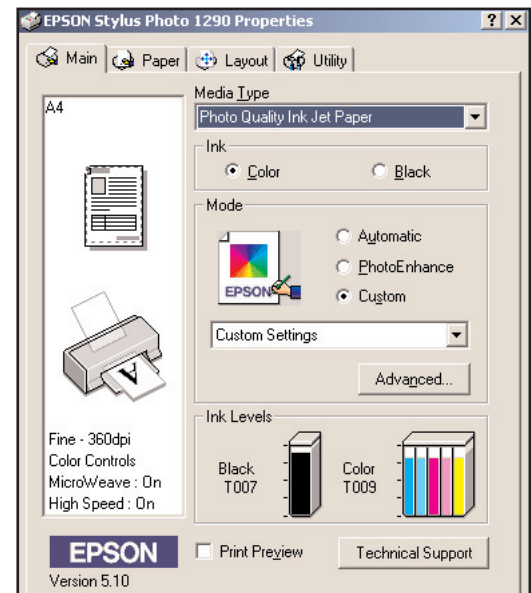 EPSON Stylus Photo 1290 Properties
Main Paper Layout Utility
A4
Media Type
Photo Quality Ink Jet Paper
Ink
Color Black
Mode
EPSON
Automatic
PhotoEnhance
Custom
Custom Settings
Advanced...
A
Fine - 360dpi
Color Controls
MicroWeave : On
High Speed : On
Ink Levels
Black
T007
Color
T009
EPSON
Version 5.10
Print Preview
Technical Support